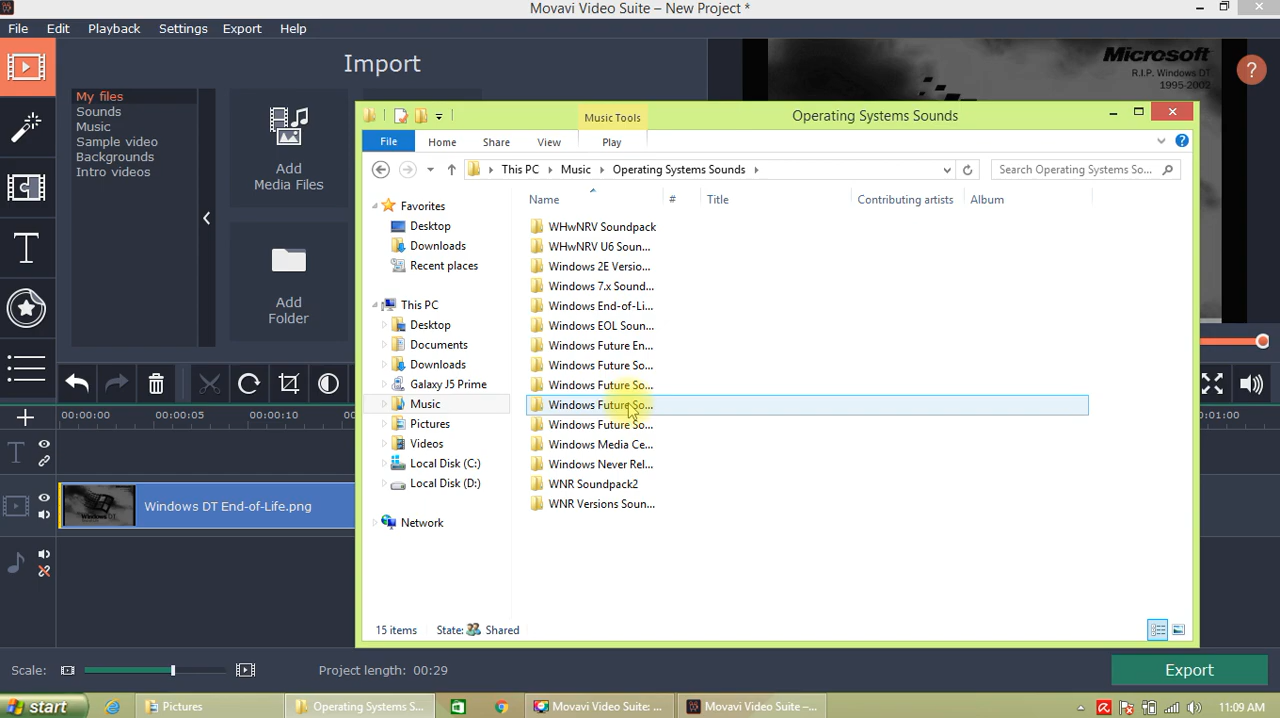 Movavi Video Suite – New Project *
File Edit Playback Settings Export Help
Import
My files
Sounds
Music
Sample video
Backgrounds
Intro videos
Add
Media Files
Add
Folder
Microsoft
R.I.P. Windows DT
1995-2002
?
Music Tools
Operating Systems Sounds
File Home Share View Play
This PC Music Operating Systems Sounds
Search Operating Systems So...
Name # Title Contributing artists Album
Favorites
Desktop
Downloads
Recent places
This PC
Desktop
Documents
Downloads
Galaxy J5 Prime
Music
Pictures
Videos
Local Disk (C:)
Local Disk (D:)
Network
WHwNRV Soundpack
WHwNRV U6 Soun...
Windows 2E Versio...
Windows 7.x Sound...
Windows End-of-Li...
Windows EOL Soun...
Windows Future En...
Windows Future So...
Windows Future So...
Windows Future So...
Windows Future So...
Windows Media Ce...
Windows Never Rel...
WNR Soundpack2
WNR Versions Soun...
15 items State: Shared
00:00:00 00:00:05 00:00:10 00:0 :01:00
Windows DT End-of-Life.png
Scale:
Project length: 00:29
Export
start
Pictures
Operating Systems S...
Movavi Video Suite: ...
Movavi Video Suite –...
11:09 AM